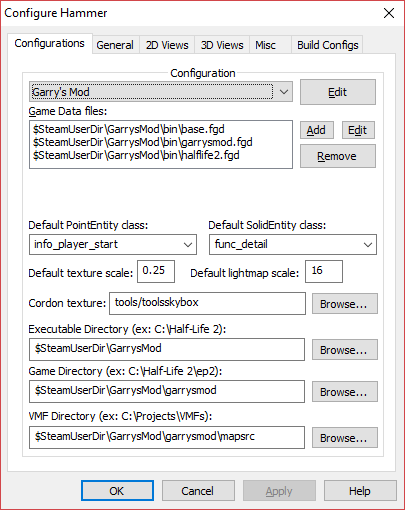 Configure Hammer
Configurations General 2D Views 3D Views Misc Build Configs
Configuration
Garry's Mod Edit
Game Data files:
$SteamUserDir\GarrysMod\bin\base.fgd
$SteamUserDir\GarrysMod\bin\garrysmod.fgd
$SteamUserDir\GarrysMod\bin\halflife2.fgd
Add Edit
Remove
Default PointEntity class: Default SolidEntity class:
info_player_start func_detail
Default texture scale: 0.25 Default lightmap scale: 16
Cordon texture: tools/toolsskybox Browse...
Executable Directory (ex: C:\Half-Life 2):
$SteamUserDir\GarrysMod Browse...
Game Directory (ex: C:\Half-Life 2\ep2):
$SteamUserDir\GarrysMod\garrysmod Browse...
VMF Directory (ex: C:\Projects\VMFs):
$SteamUserDir\GarrysMod\garrysmod\mapsrc Browse...
OK Cancel Apply Help